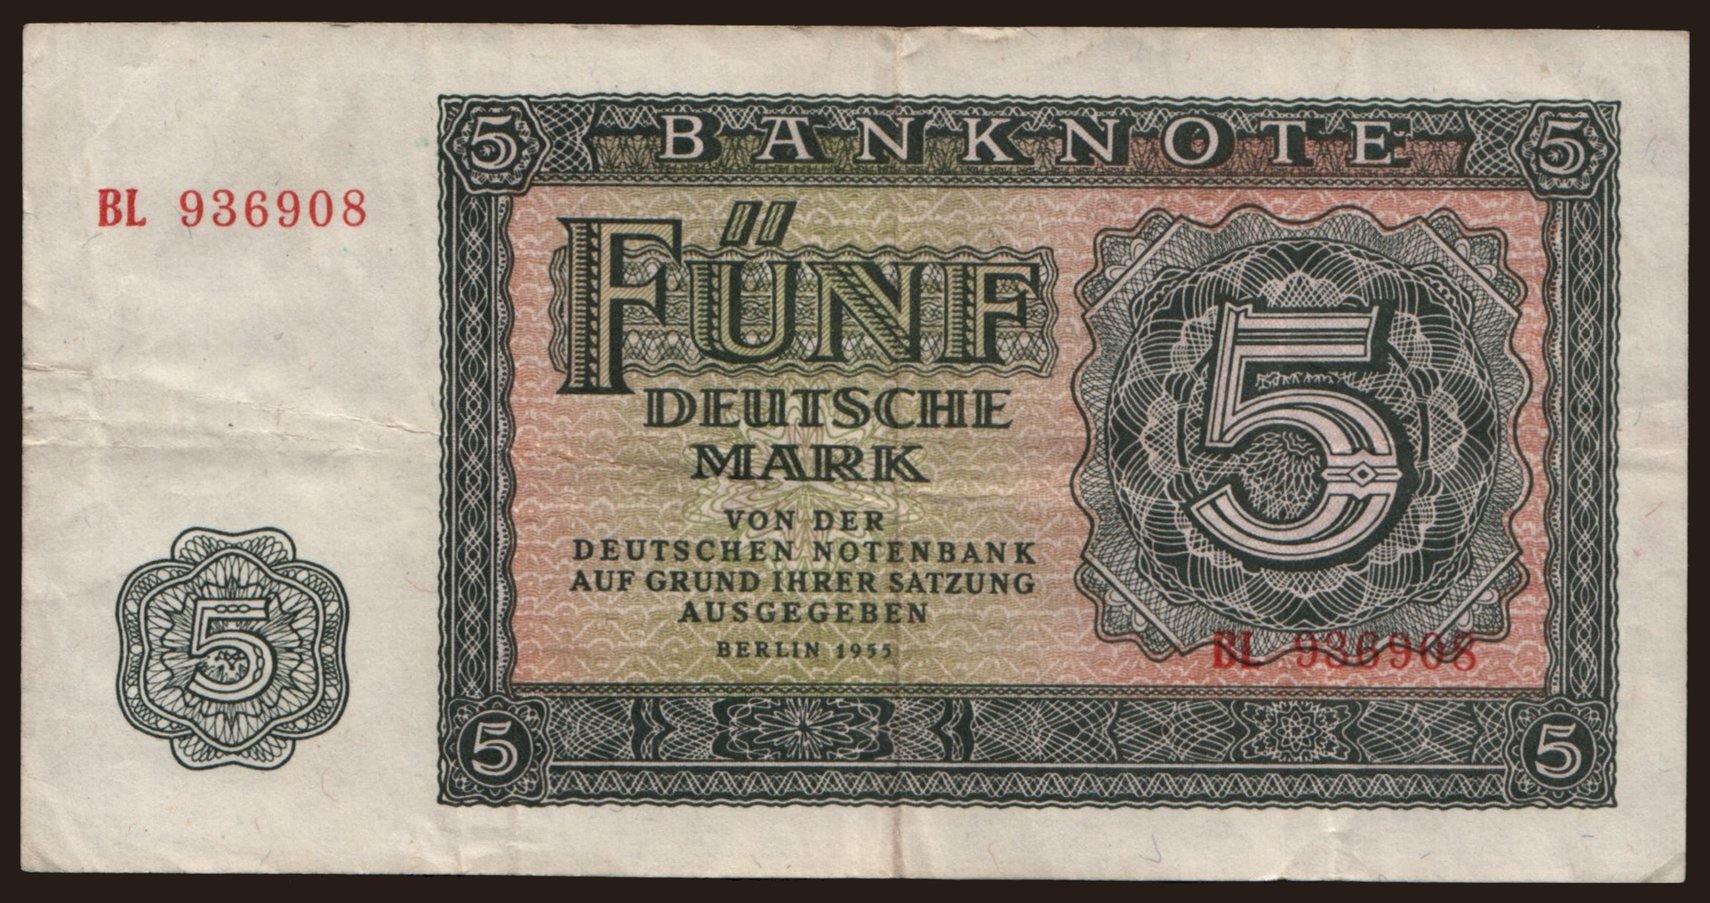 5 BANKNOTE 5
BL 936908
FÜNF
DEUTSCHE
MARK
5
VON DER
DEUTSCHEN NOTENBANK
AUF GRUND IHRER SATZUNG
AUSGEGEBEN
BERLIN 1955
BL 936908
5
5 5